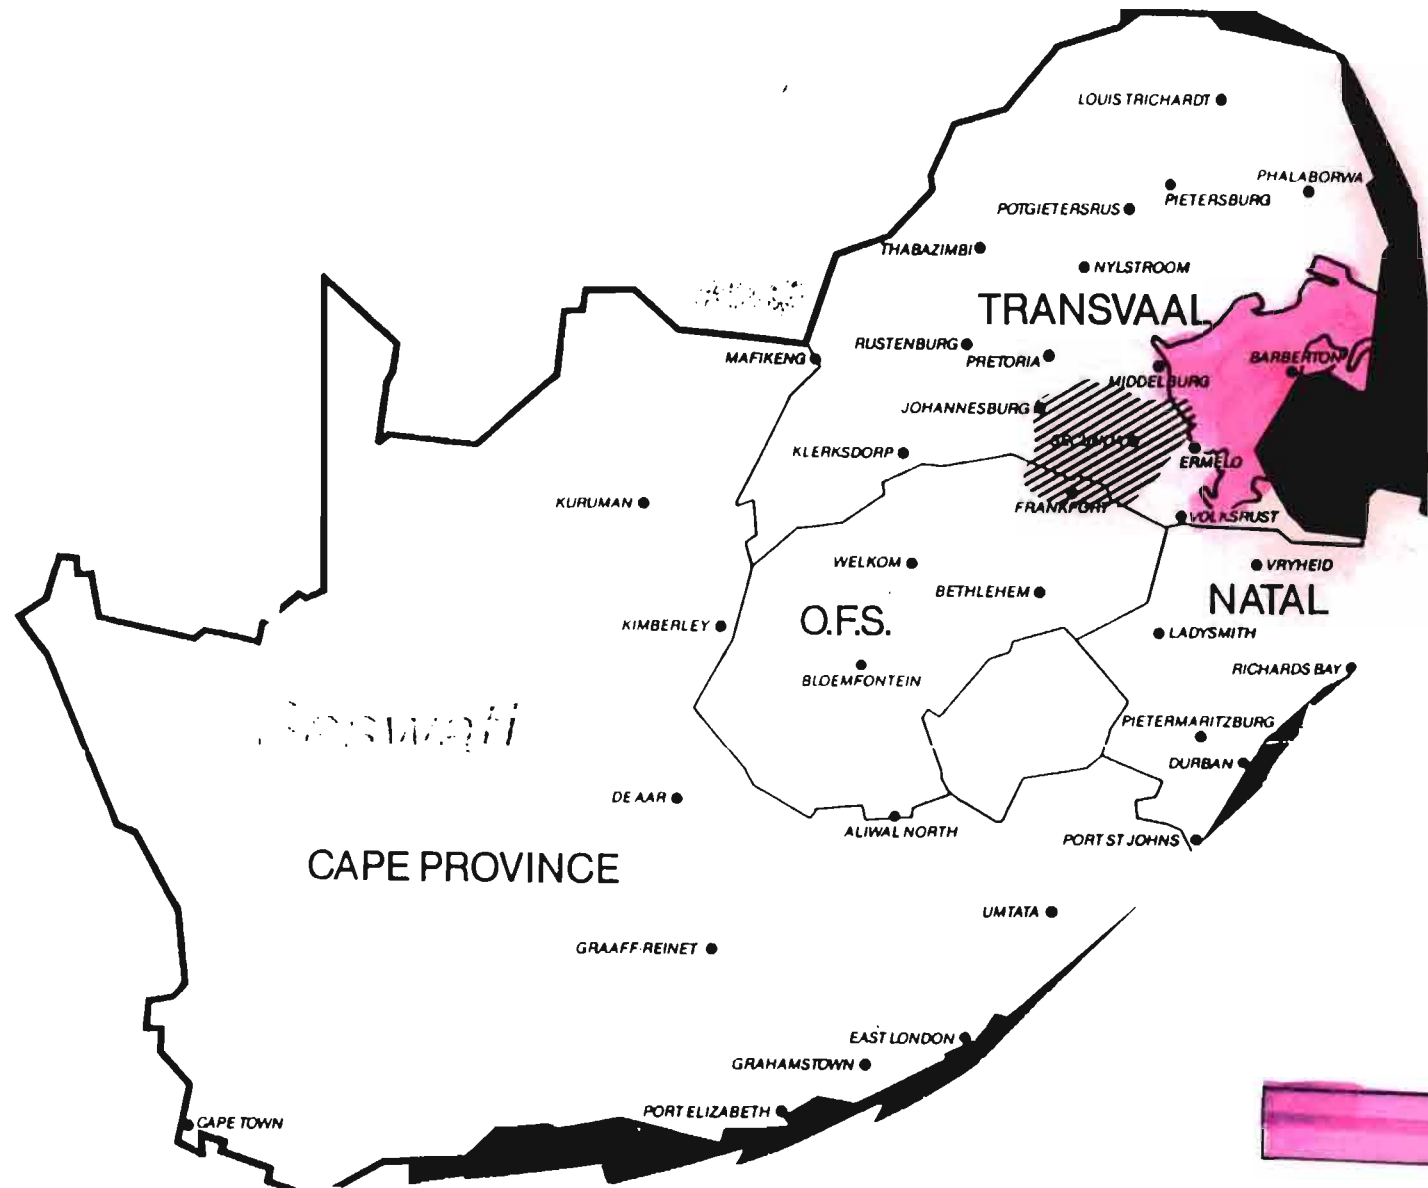 LOUIS TRICHARDT
PHALABORWA
PIETERSBURG
POTGIETERSRUS
THABAZIMBI
NYLSTROOM
TRANSVAAL
RUSTENBURG
PRETORIA
MAFIKENG
BARBERTON
MIDDELBURG
JOHANNESBURG
KLERKSDORP
ERMELO
KURUMAN
FRANKFORT
VOLKSRUST
WELKOM
VRYHEID
BETHLEHEM
NATAL
O.F.S.
KIMBERLEY
LADYSMITH
RICHARDS BAY
BLOEMFONTEIN
PIETERMARITZBURG
DURBAN
DE AAR
ALIWAL NORTH
PORT ST JOHNS
CAPE PROVINCE
UMTATA
GRAAFF-REINET
EAST LONDON
GRAHAMSTOWN
PORT ELIZABETH
CAPE TOWN